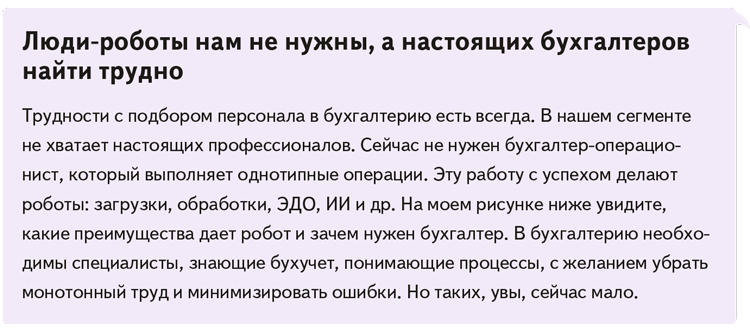 Люди-роботы нам не нужны, а настоящих бухгалтеров
найти трудно
Трудности с подбором персонала в бухгалтерию есть всегда. В нашем сегменте
не хватает настоящих профессионалов. Сейчас не нужен бухгалтер-операцио-
нист, который выполняет однотипные операции. Эту работу с успехом делают
роботы: загрузки, обработки, ЭДО, ИИ и др. На моем рисунке ниже увидите,
какие преимущества дает робот и зачем нужен бухгалтер. В бухгалтерию необхо-
димы специалисты, знающие бухучет, понимающие процессы, с желанием убрать
монотонный труд и минимизировать ошибки. Но таких, увы, сейчас мало.